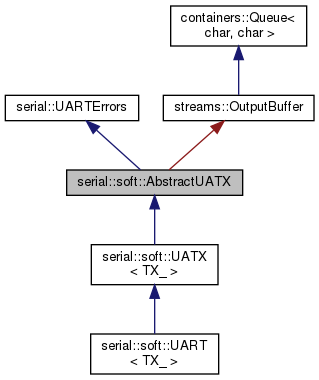 containers::Queue<
char, char >
serial::UARTErrors
streams::OutputBuffer
serial::soft::AbstractUATX
serial::soft::UATX
< TX_ >
serial::soft::UART
< TX_ >